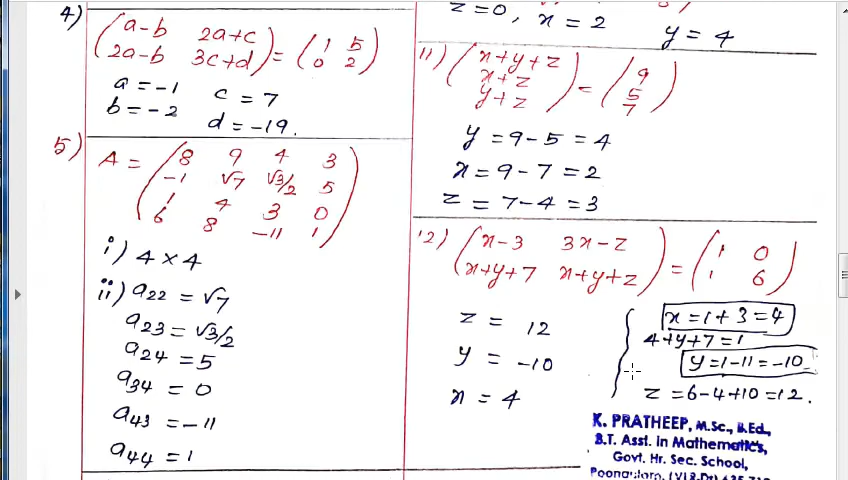 4)
(a-b 2a+c
2a-b 3c+d) = (1 5
0 2)
a = -1
b = -2
c = 7
d = -19.
5)
A = (8 9 4 3
-1 √7 √3/2 5
1 4 3 0
6 8 -11 1)
i) 4 × 4
ii) a22 = √7
a23 = √3/2
a24 = 5
a34 = 0
a43 = -11
a44 = 1
z = 0, x = 2
y = 4
11) (x+y+z
x+z
y+z) = (9
5
7)
y = 9-5 = 4
x = 9-7 = 2
z = 7-4 = 3
12) (x-3 3x-z
x+y+7 x+y+z) = (1 0
1 6)
z = 12
y = -10
x = 4
x = 1+3 = 4
4+y+7 = 1
y = 1-11 = -10
z = 6-4+10 = 12.
K. PRATHEEP, M.Sc., B.Ed.,
B.T. Asst. in Mathematics,
Govt. Hr. Sec. School,